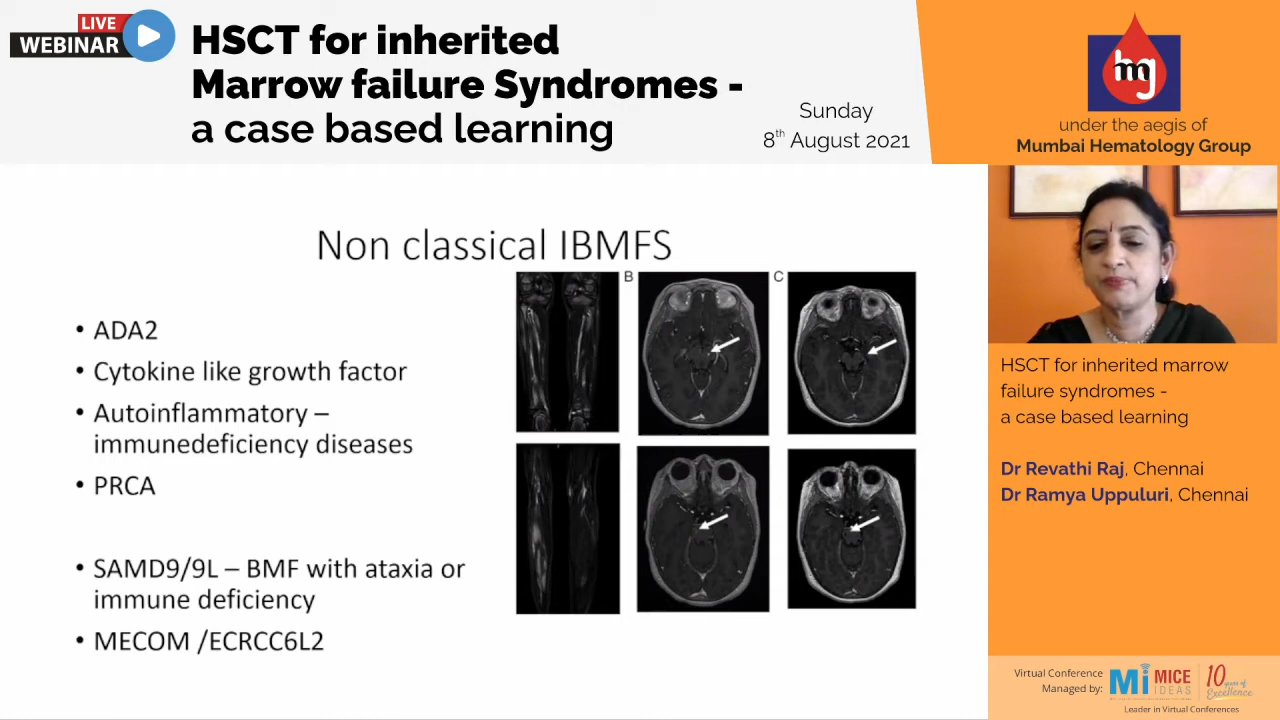 LIVE
WEBINAR
HSCT for inherited
Marrow failure Syndromes -
a case based learning
Sunday
8th August 2021
hmg
under the aegis of
Mumbai Hematology Group
Non classical IBMFS
B
C
• ADA2
• Cytokine like growth factor
• Autoinflammatory –
immunedeficiency diseases
• PRCA
• SAMD9/9L – BMF with ataxia or
immune deficiency
• MECOM /ECRCC6L2
HSCT for inherited marrow
failure syndromes -
a case based learning
Dr Revathi Raj, Chennai
Dr Ramya Uppuluri, Chennai
Virtual Conference
Managed by:
Mi MICE
IDEAS
10 years of
Excellence
Leader in Virtual Conferences